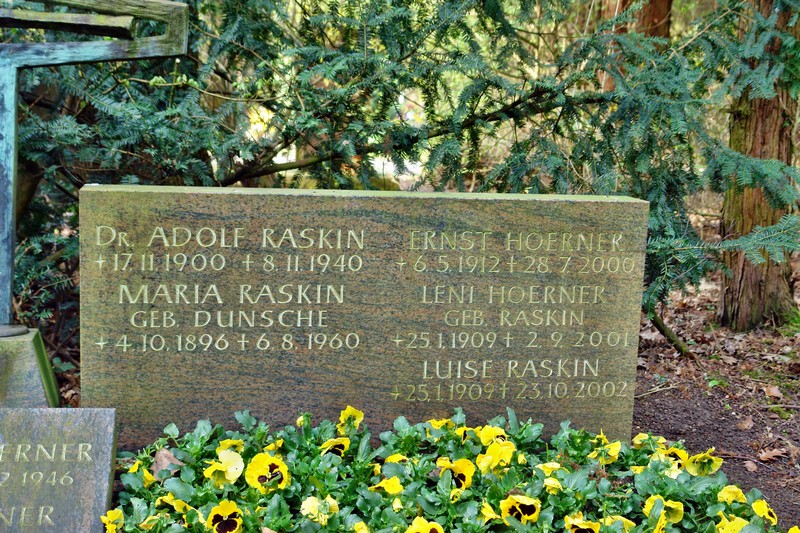 Dr. ADOLF RASKIN
+17.11.1900 +8.11.1940
MARIA RASKIN
GEB. DUNSCHE
+4.10.1896 +6.8.1960
ERNST HOERNER
+6.5.1912 +28.7.2000
LENI HOERNER
GEB. RASKIN
+25.1.1909 +2.9.2001
LUISE RASKIN
+25.1.1909 +23.10.2002
1946